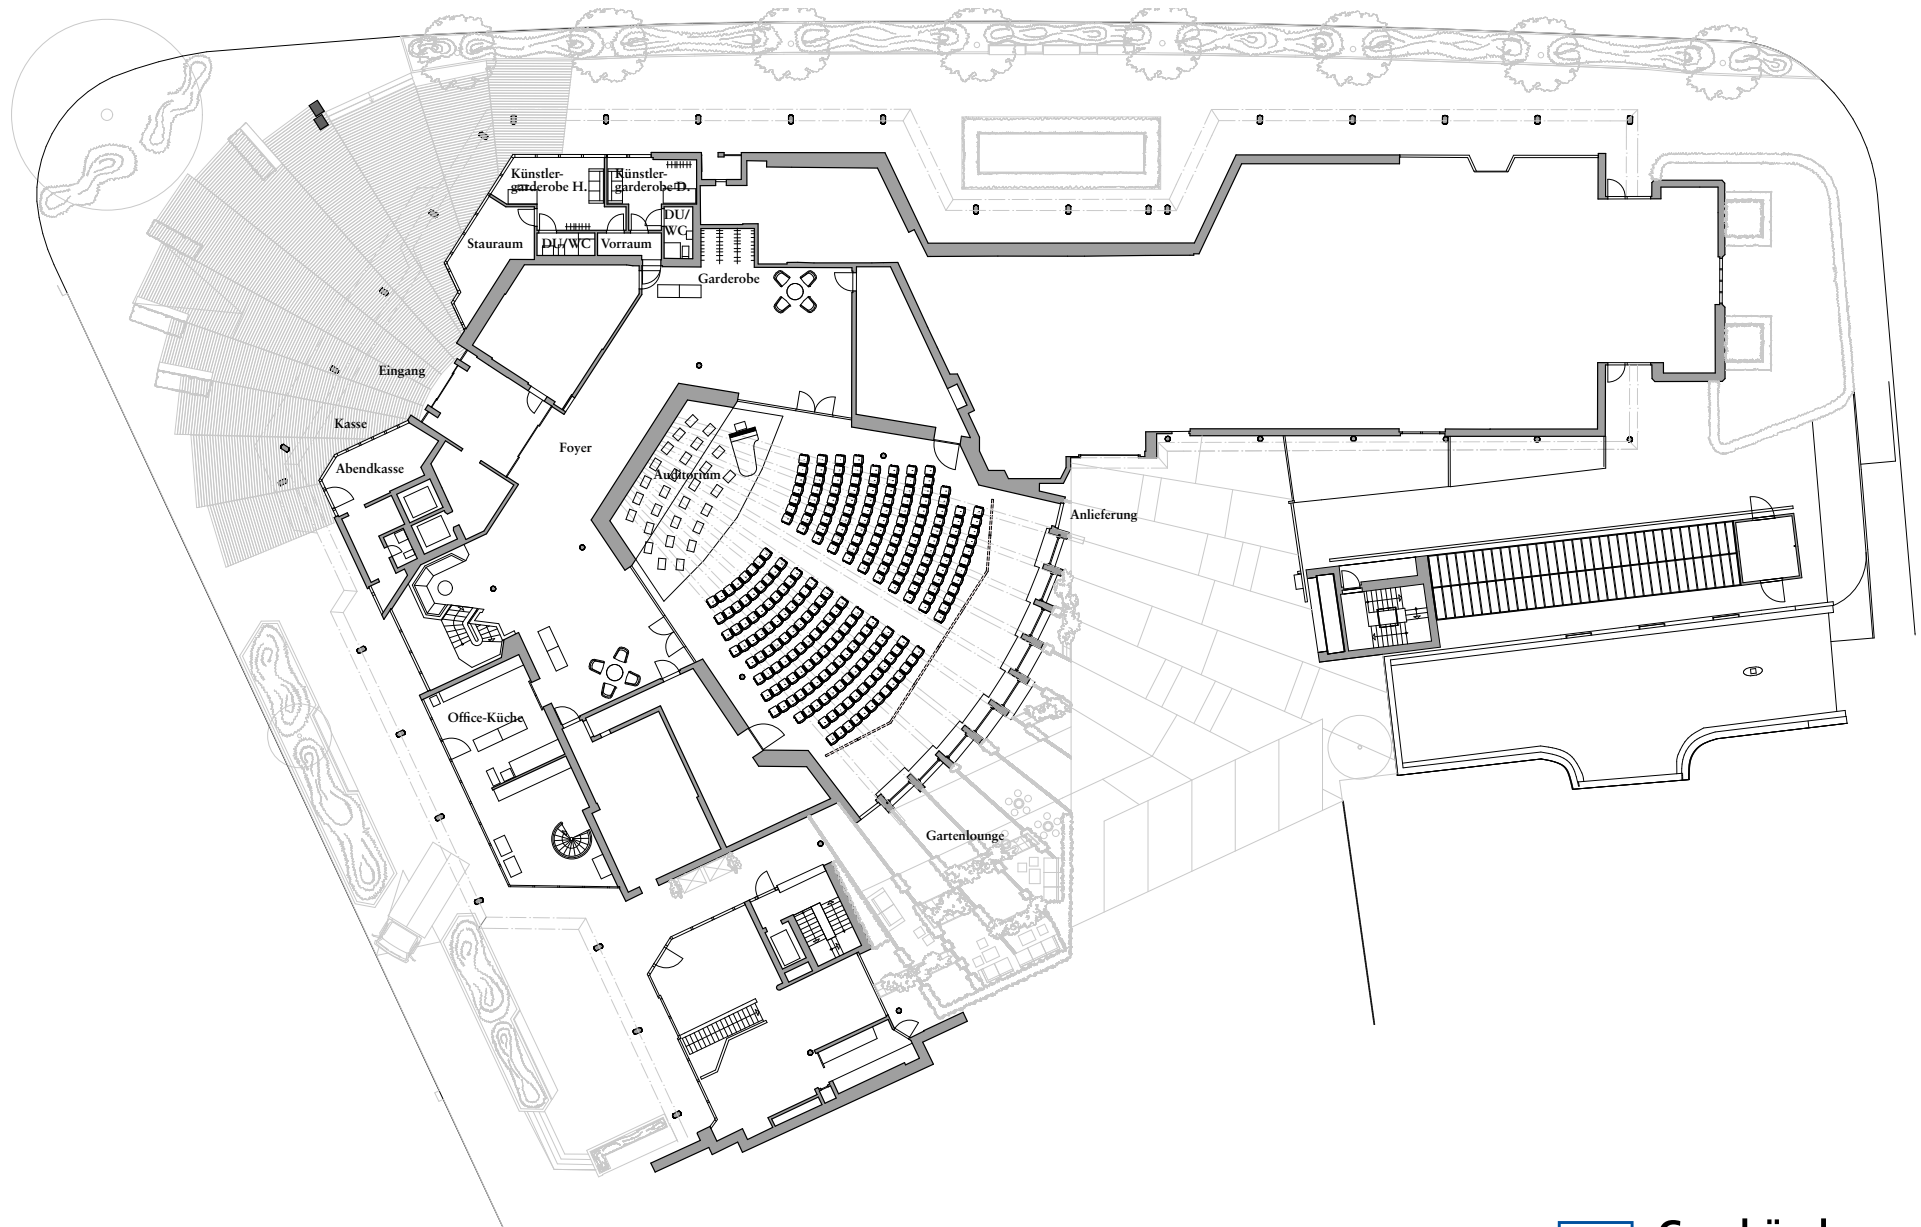 Künstler-
garderobe H.
Künstler-
garderobe D.
DU/
WC
Stauraum
DU/WC
Vorraum
Garderobe
Eingang
Kasse
Foyer
Abendkasse
Auditorium
Anlieferung
Office-Küche
Gartenlounge